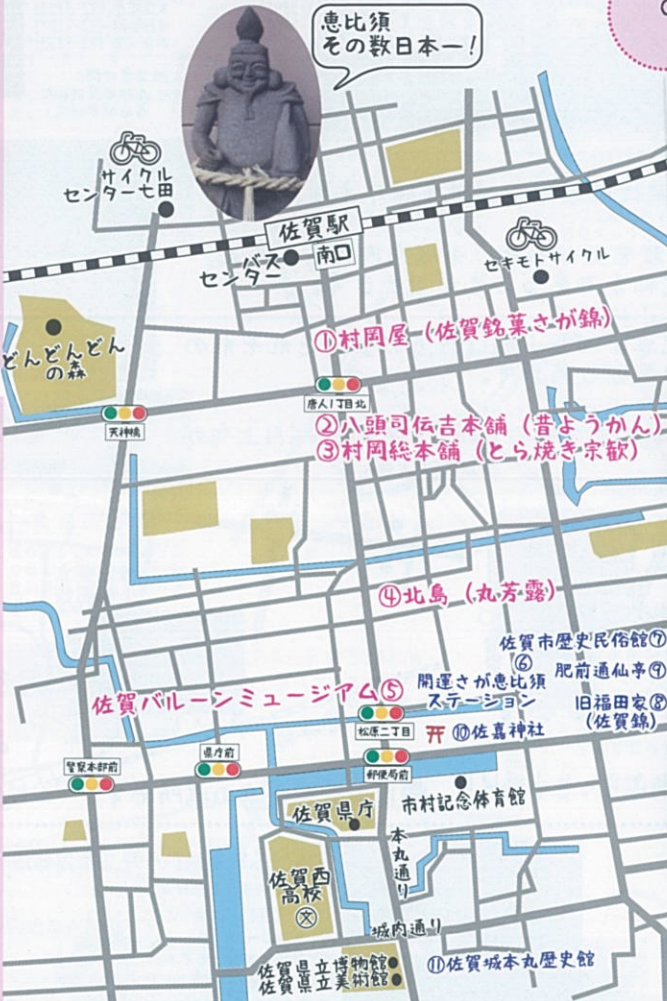 恵比須
その数日本一!
サイクル
センター七田
佐賀駅
バス
センター
南口
セキモトサイクル
どんどんどん
の森
①村岡屋(佐賀銘菓さが錦)
唐人1丁目北
天神橋
②八頭司伝吉本舗(昔ようかん)
③村岡総本舗(とら焼き宗歓)
④北島(丸芳露)
佐賀市歴史民俗館⑦
⑥
開運さが恵比須
ステーション
肥前通仙亭⑨
旧福田家⑧
(佐賀錦)
佐賀バルーンミュージアム⑤
松原二丁目
⑩佐嘉神社
県庁前
郵便局前
警察本部前
市村記念体育館
佐賀県庁
本丸通り
佐賀西
高校
文
城内通り
佐賀県立博物館
佐賀県立美術館
⑪佐賀城本丸歴史館